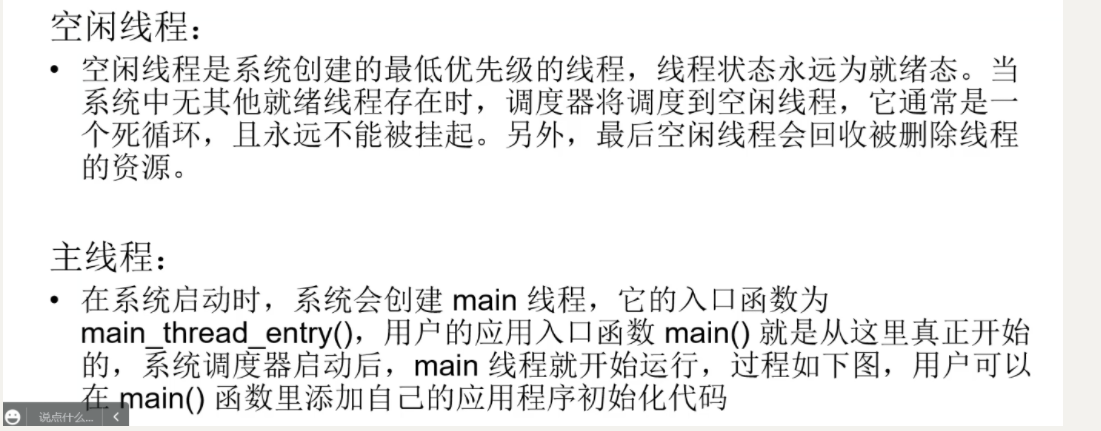 空闲线程：
• 空闲线程是系统创建的最低优先级的线程，线程状态永远为就绪态。当
系统中无其他就绪线程存在时，调度器将调度到空闲线程，它通常是一
个死循环，且永远不能被挂起。另外，最后空闲线程会回收被删除线程
的资源。
主线程：
• 在系统启动时，系统会创建 main 线程，它的入口函数为
main_thread_entry()，用户的应用入口函数 main() 就是从这里真正开始
的，系统调度器启动后，main 线程就开始运行，过程如下图，用户可以
在 main() 函数里添加自己的应用程序初始化代码
说点什么...